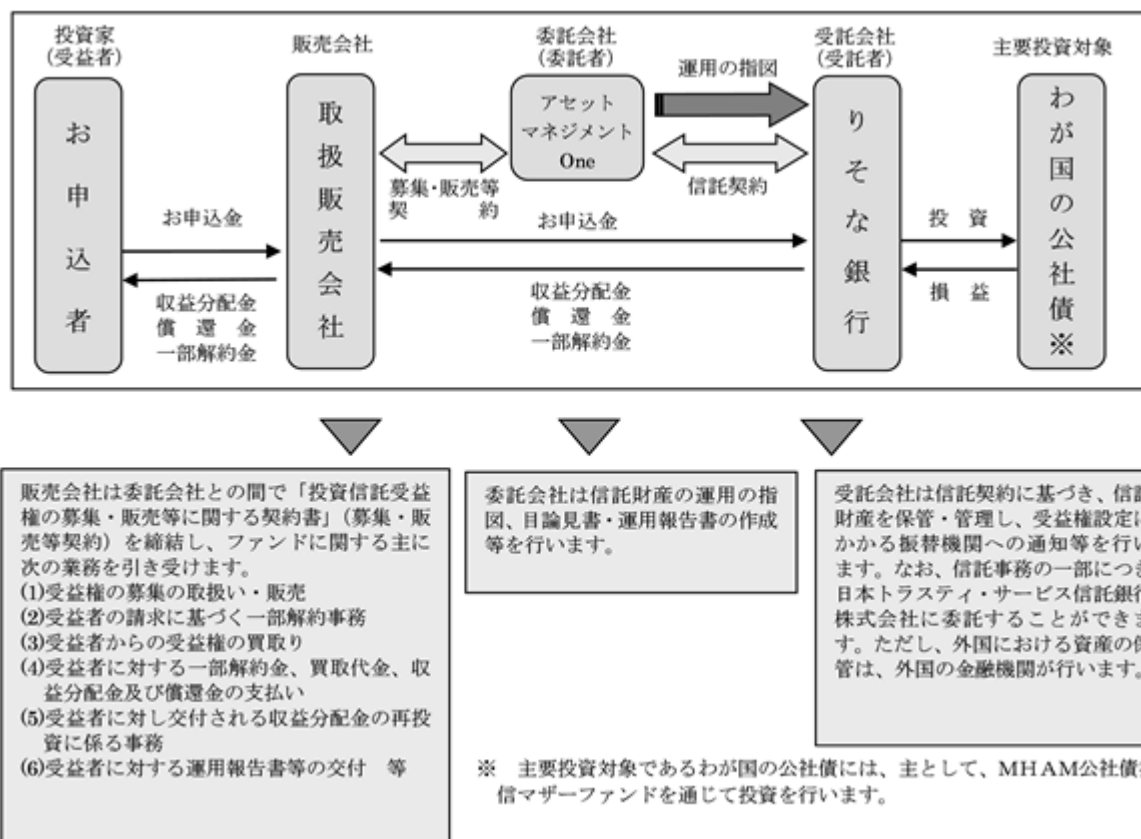 投資家
(受益者)
販売会社
委託会社
(委託者)
受託会社
(受託者)
主要投資対象
お申込者
取扱販売会社
アセット
マネジメント
One
運用の指図
りそな銀行
わが国の公社債※
募集・販売等
契約
信託契約
お申込金
お申込金
投資
収益分配金
償還金
一部解約金
収益分配金
償還金
一部解約金
損益
販売会社は委託会社との間で「投資信託受益
権の募集・販売等に関する契約書」(募集・販
売等契約)を締結し、ファンドに関する主に
次の業務を引き受けます。
(1)受益権の募集の取扱い・販売
(2)受益者の請求に基づく一部解約事務
(3)受益者からの受益権の買取り
(4)受益者に対する一部解約金、買取代金、収
益分配金及び償還金の支払い
(5)受益者に対し交付される収益分配金の再投
資に係る事務
(6)受益者に対する運用報告書等の交付 等
委託会社は信託財産の運用の指
図、目論見書・運用報告書の作成
等を行います。
受託会社は信託契約に基づき、信託
財産を保管・管理し、受益権設定に
かかる振替機関への通知等を行い
ます。なお、信託事務の一部につき
日本トラスティ・サービス信託銀行
株式会社に委託することができま
す。ただし、外国における資産の保
管は、外国の金融機関が行います。
※ 主要投資対象であるわが国の公社債には、主として、MHAM公社債
信マザーファンドを通じて投資を行います。